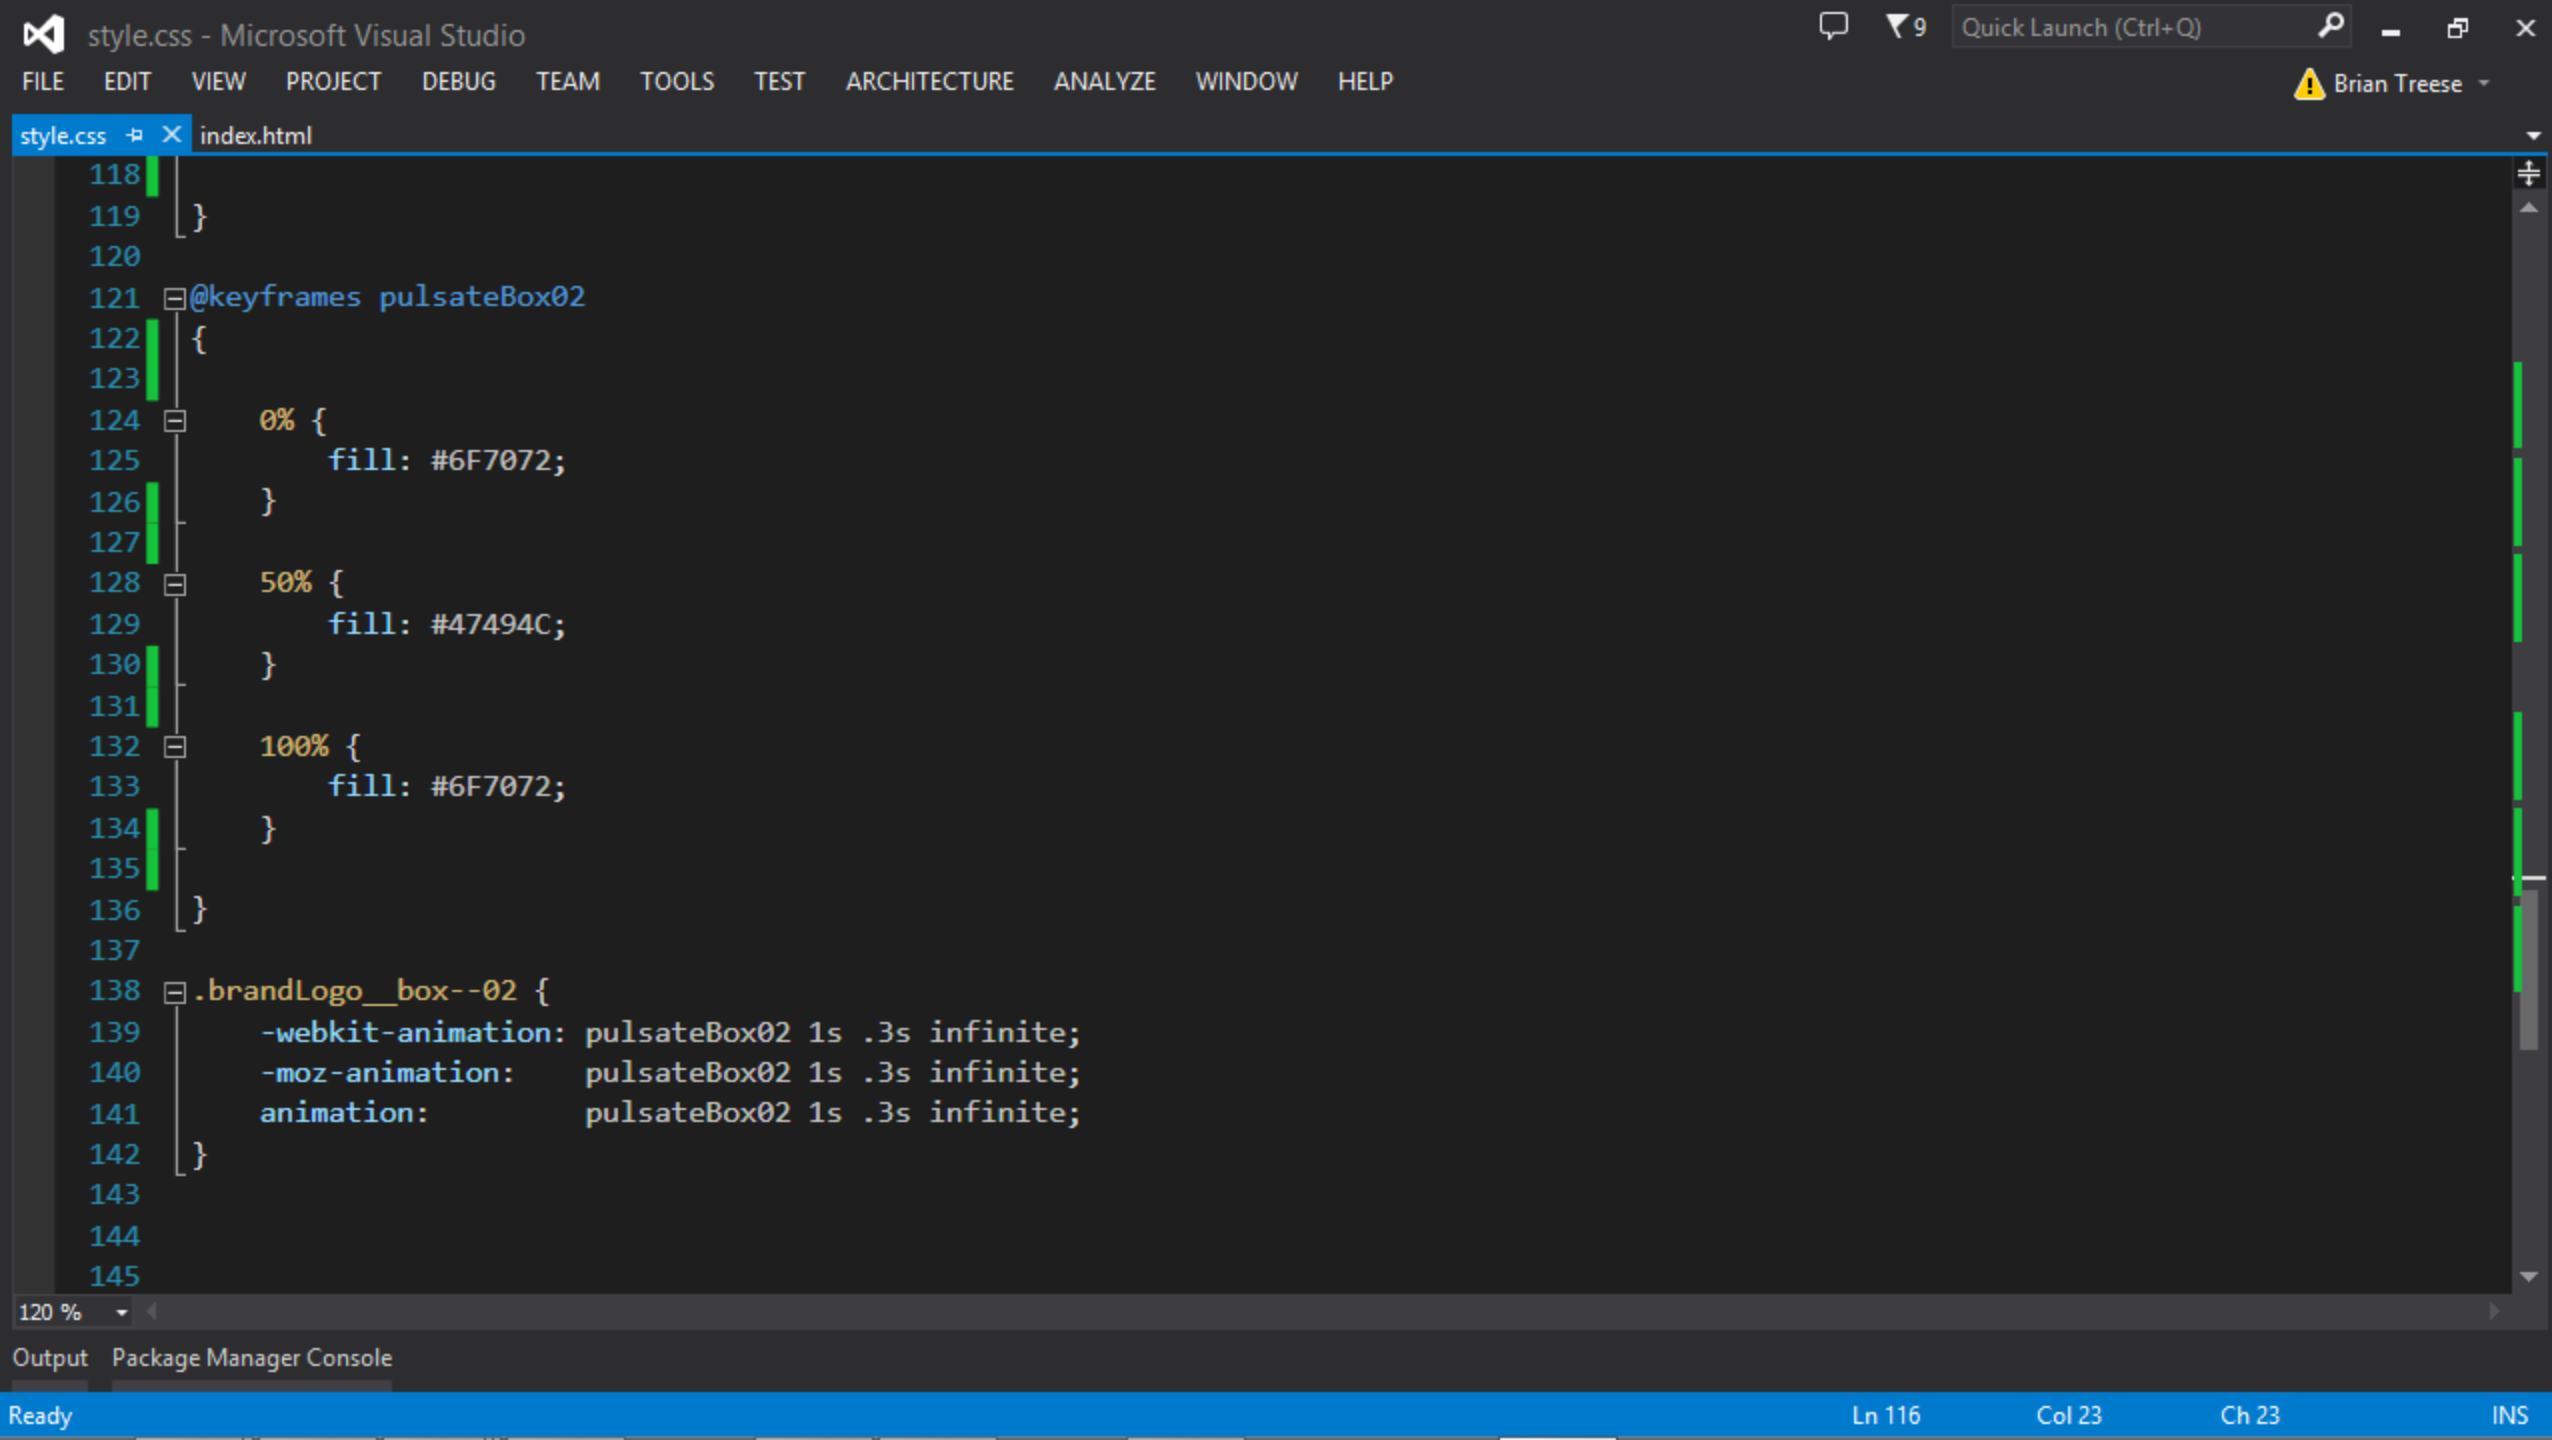 style.css - Microsoft Visual Studio
9
Quick Launch (Ctrl+Q)
FILE EDIT VIEW PROJECT DEBUG TEAM TOOLS TEST ARCHITECTURE ANALYZE WINDOW HELP
Brian Treese
style.css index.html
118
119 }
120
121 @keyframes pulsateBox02
122 {
123
124 0% {
125 fill: #6F7072;
126 }
127
128 50% {
129 fill: #47494C;
130 }
131
132 100% {
133 fill: #6F7072;
134 }
135
136 }
137
138 .brandLogo__box--02 {
139 -webkit-animation: pulsateBox02 1s .3s infinite;
140 -moz-animation: pulsateBox02 1s .3s infinite;
141 animation: pulsateBox02 1s .3s infinite;
142 }
143
144
145
120 %
Output Package Manager Console
Ready Ln 116 Col 23 Ch 23 INS